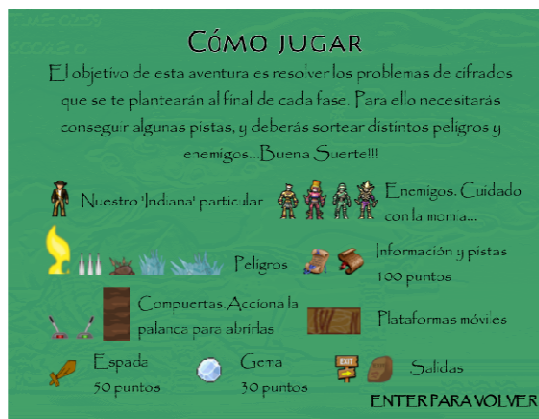 CÓMO JUGAR
El objetivo de esta aventura es resolver los problemas de cifrados
que se te plantearán al final de cada fase. Para ello necesitarás
conseguir algunas pistas, y deberás sortear distintos peligros y
enemigos...Buena Suerte!!!
Nuestro 'Indiana' particular
Enemigos. Cuidado
con la momia...
Peligros
Información y pistas
100 puntos
Compuertas. Acciona la
palanca para abrirlas
Plataformas móviles
Espada
50 puntos
Gema
30 puntos
EXIT
Salidas
ENTER PARA VOLVER